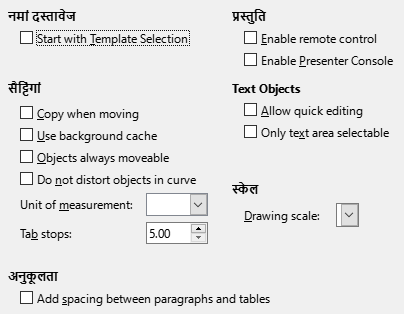 नमां दस्तावेज
Start with Template Selection
सैट्टिगां
Copy when moving
Use background cache
Objects always moveable
Do not distort objects in curve
Unit of measurement:
Tab stops: 5.00
अनुकूलता
Add spacing between paragraphs and tables
प्रस्तुति
Enable remote control
Enable Presenter Console
Text Objects
Allow quick editing
Only text area selectable
स्केल
Drawing scale: